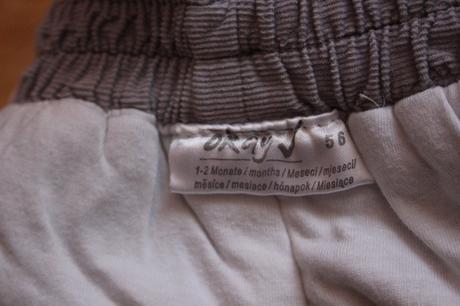 okay J 56
1-2 Monate / months / Meseci / mjeseci /
měsíce / mesiace / hónapok / Miesiące